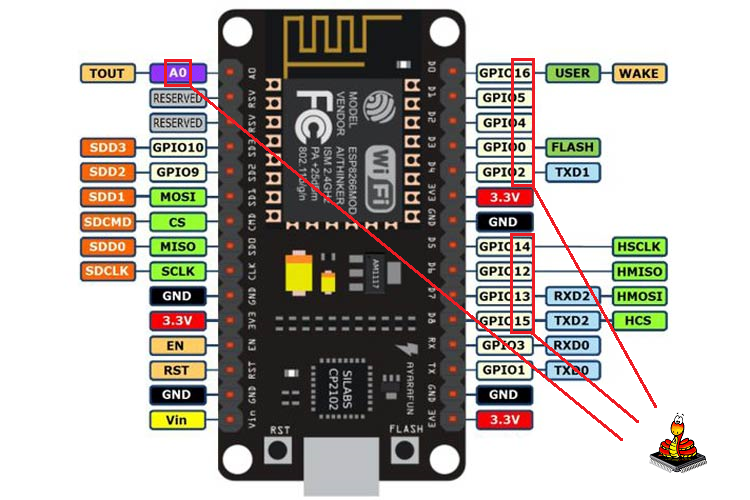 TOUT A0 A0 D0 GPIO16 USER WAKE
RESERVED RSV D1 GPIO5
RESERVED RSV D2 GPIO4
SDD3 GPIO10 SD3 D3 GPIO0 FLASH
SDD2 GPIO9 SD2 D4 GPIO2 TXD1
SDD1 MOSI SD1 3V3 3.3V
SDCMD CS CMD GND GND
SDD0 MISO SD0 D5 GPIO14 HSCLK
SDCLK SCLK CLK D6 GPIO12 HMISO
GND GND D7 GPIO13 RXD2 HMOSI
3.3V 3V3 D8 GPIO15 TXD2 HCS
EN EN RX GPIO3 RXD0
RST RST TX GPIO1 TXD0
GND GND GND GND
Vin Vin 3V3 3.3V
MODEL ESP8266MOD
VENDOR AI/THINKER
ISM 2.4GHz
PA +25dBm
802.11b/g/n
FC
Wi Fi
AM1117
SILABS
CP2102
AYARAFUN
RST
FLASH